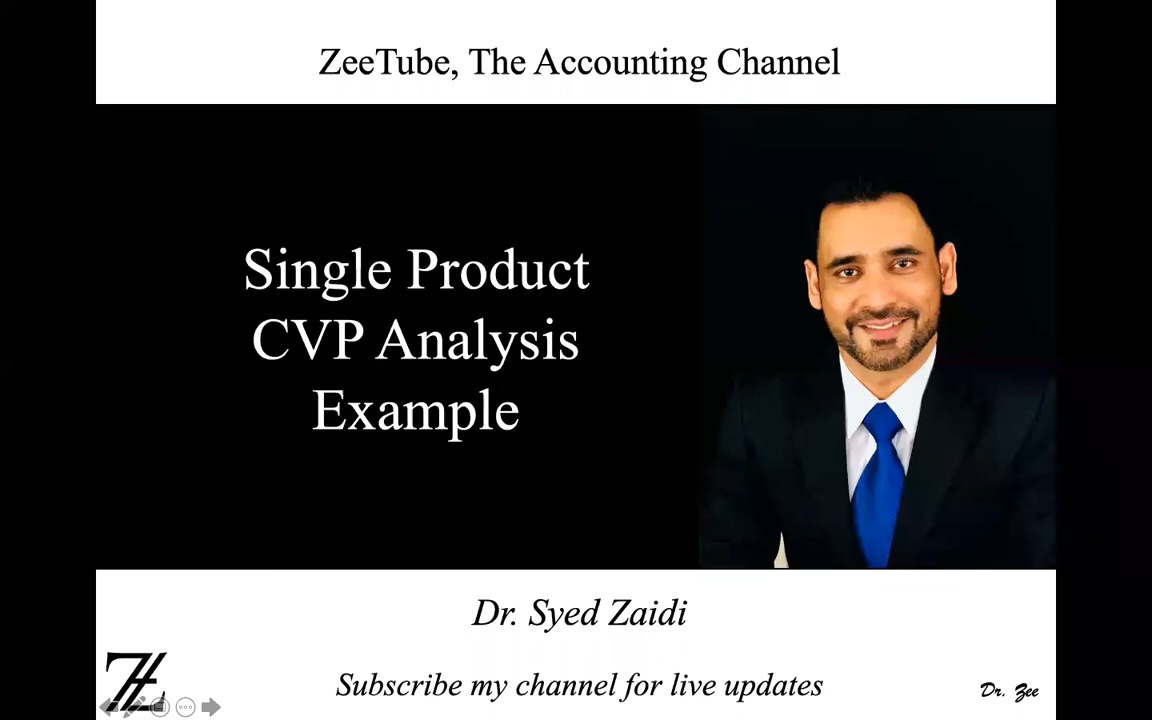 ZeeTube, The Accounting Channel
Single Product
CVP Analysis
Example
Dr. Syed Zaidi
Subscribe my channel for live updates
Dr. Zee